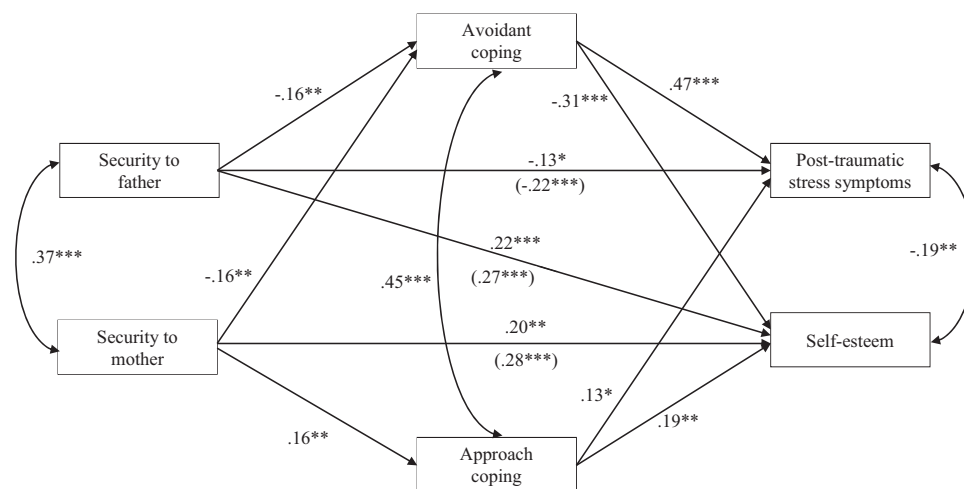 Avoidant
coping
-.16**
.47***
-.31***
Security to
father
-.13*
(-.22***)
Post-traumatic
stress symptoms
.37***
.22***
(.27***)
-.16**
.45***
-.19**
Security to
mother
.20**
(.28***)
Self-esteem
.13*
.16**
.19**
Approach
coping